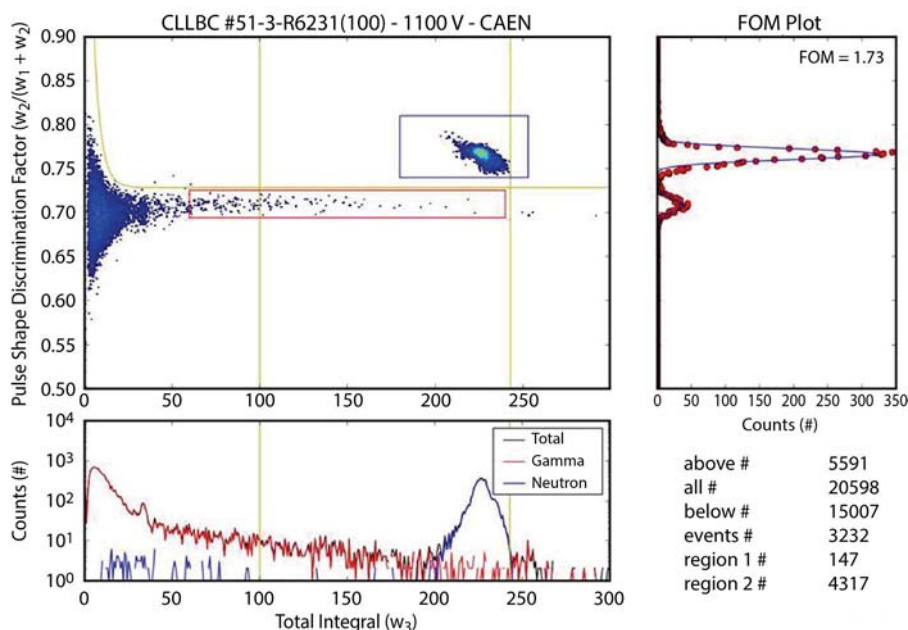 CLLBC #51-3-R6231(100) - 1100 V - CAEN
Pulse Shape Discrimination Factor (w2/(w1 + w2)
0.90
0.85
0.80
0.75
0.70
0.65
0.60
0.55
0.50
0 50 100 150 200 250
FOM Plot
FOM = 1.73
0 50 100 150 200 250 300 350
Counts (#)
Counts (#)
10^4
10^3
10^2
10^1
10^0
Total
Gamma
Neutron
0 50 100 150 200 250 300
Total Integral (w3)
above # 5591
all # 20598
below # 15007
events # 3232
region 1 # 147
region 2 # 4317